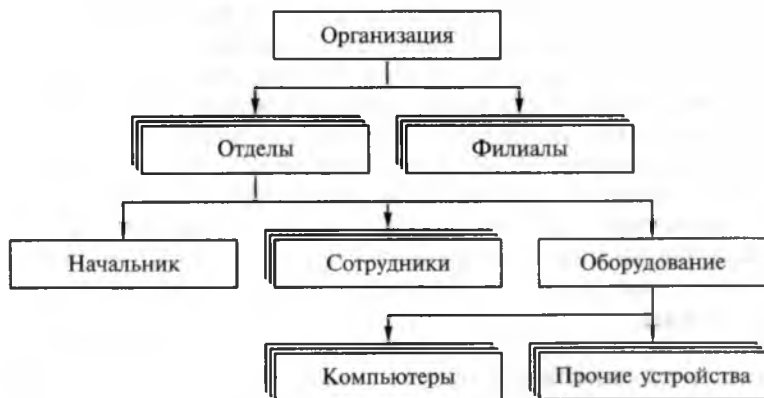 Организация
Отделы
Филиалы
Начальник
Сотрудники
Оборудование
Компьютеры
Прочие устройства